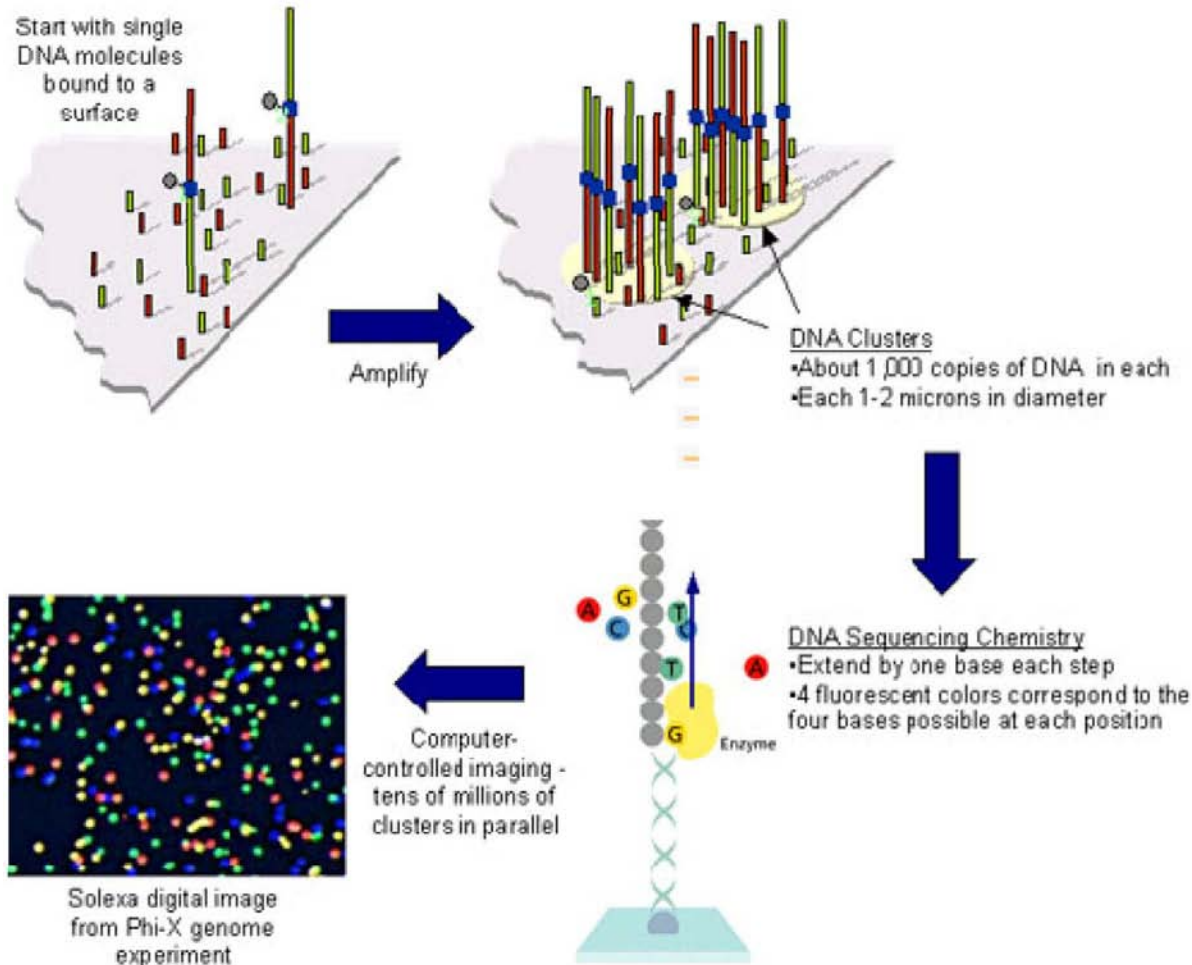 Start with single
DNA molecules
bound to a
surface
Amplify
DNA Clusters
•About 1,000 copies of DNA in each
•Each 1-2 microns in diameter
DNA Sequencing Chemistry
•Extend by one base each step
•4 fluorescent colors correspond to the
four bases possible at each position
A
G
C
T
C
T
A
G
Enzyme
Computer-
controlled imaging -
tens of millions of
clusters in parallel
Solexa digital image
from Phi-X genome
experiment